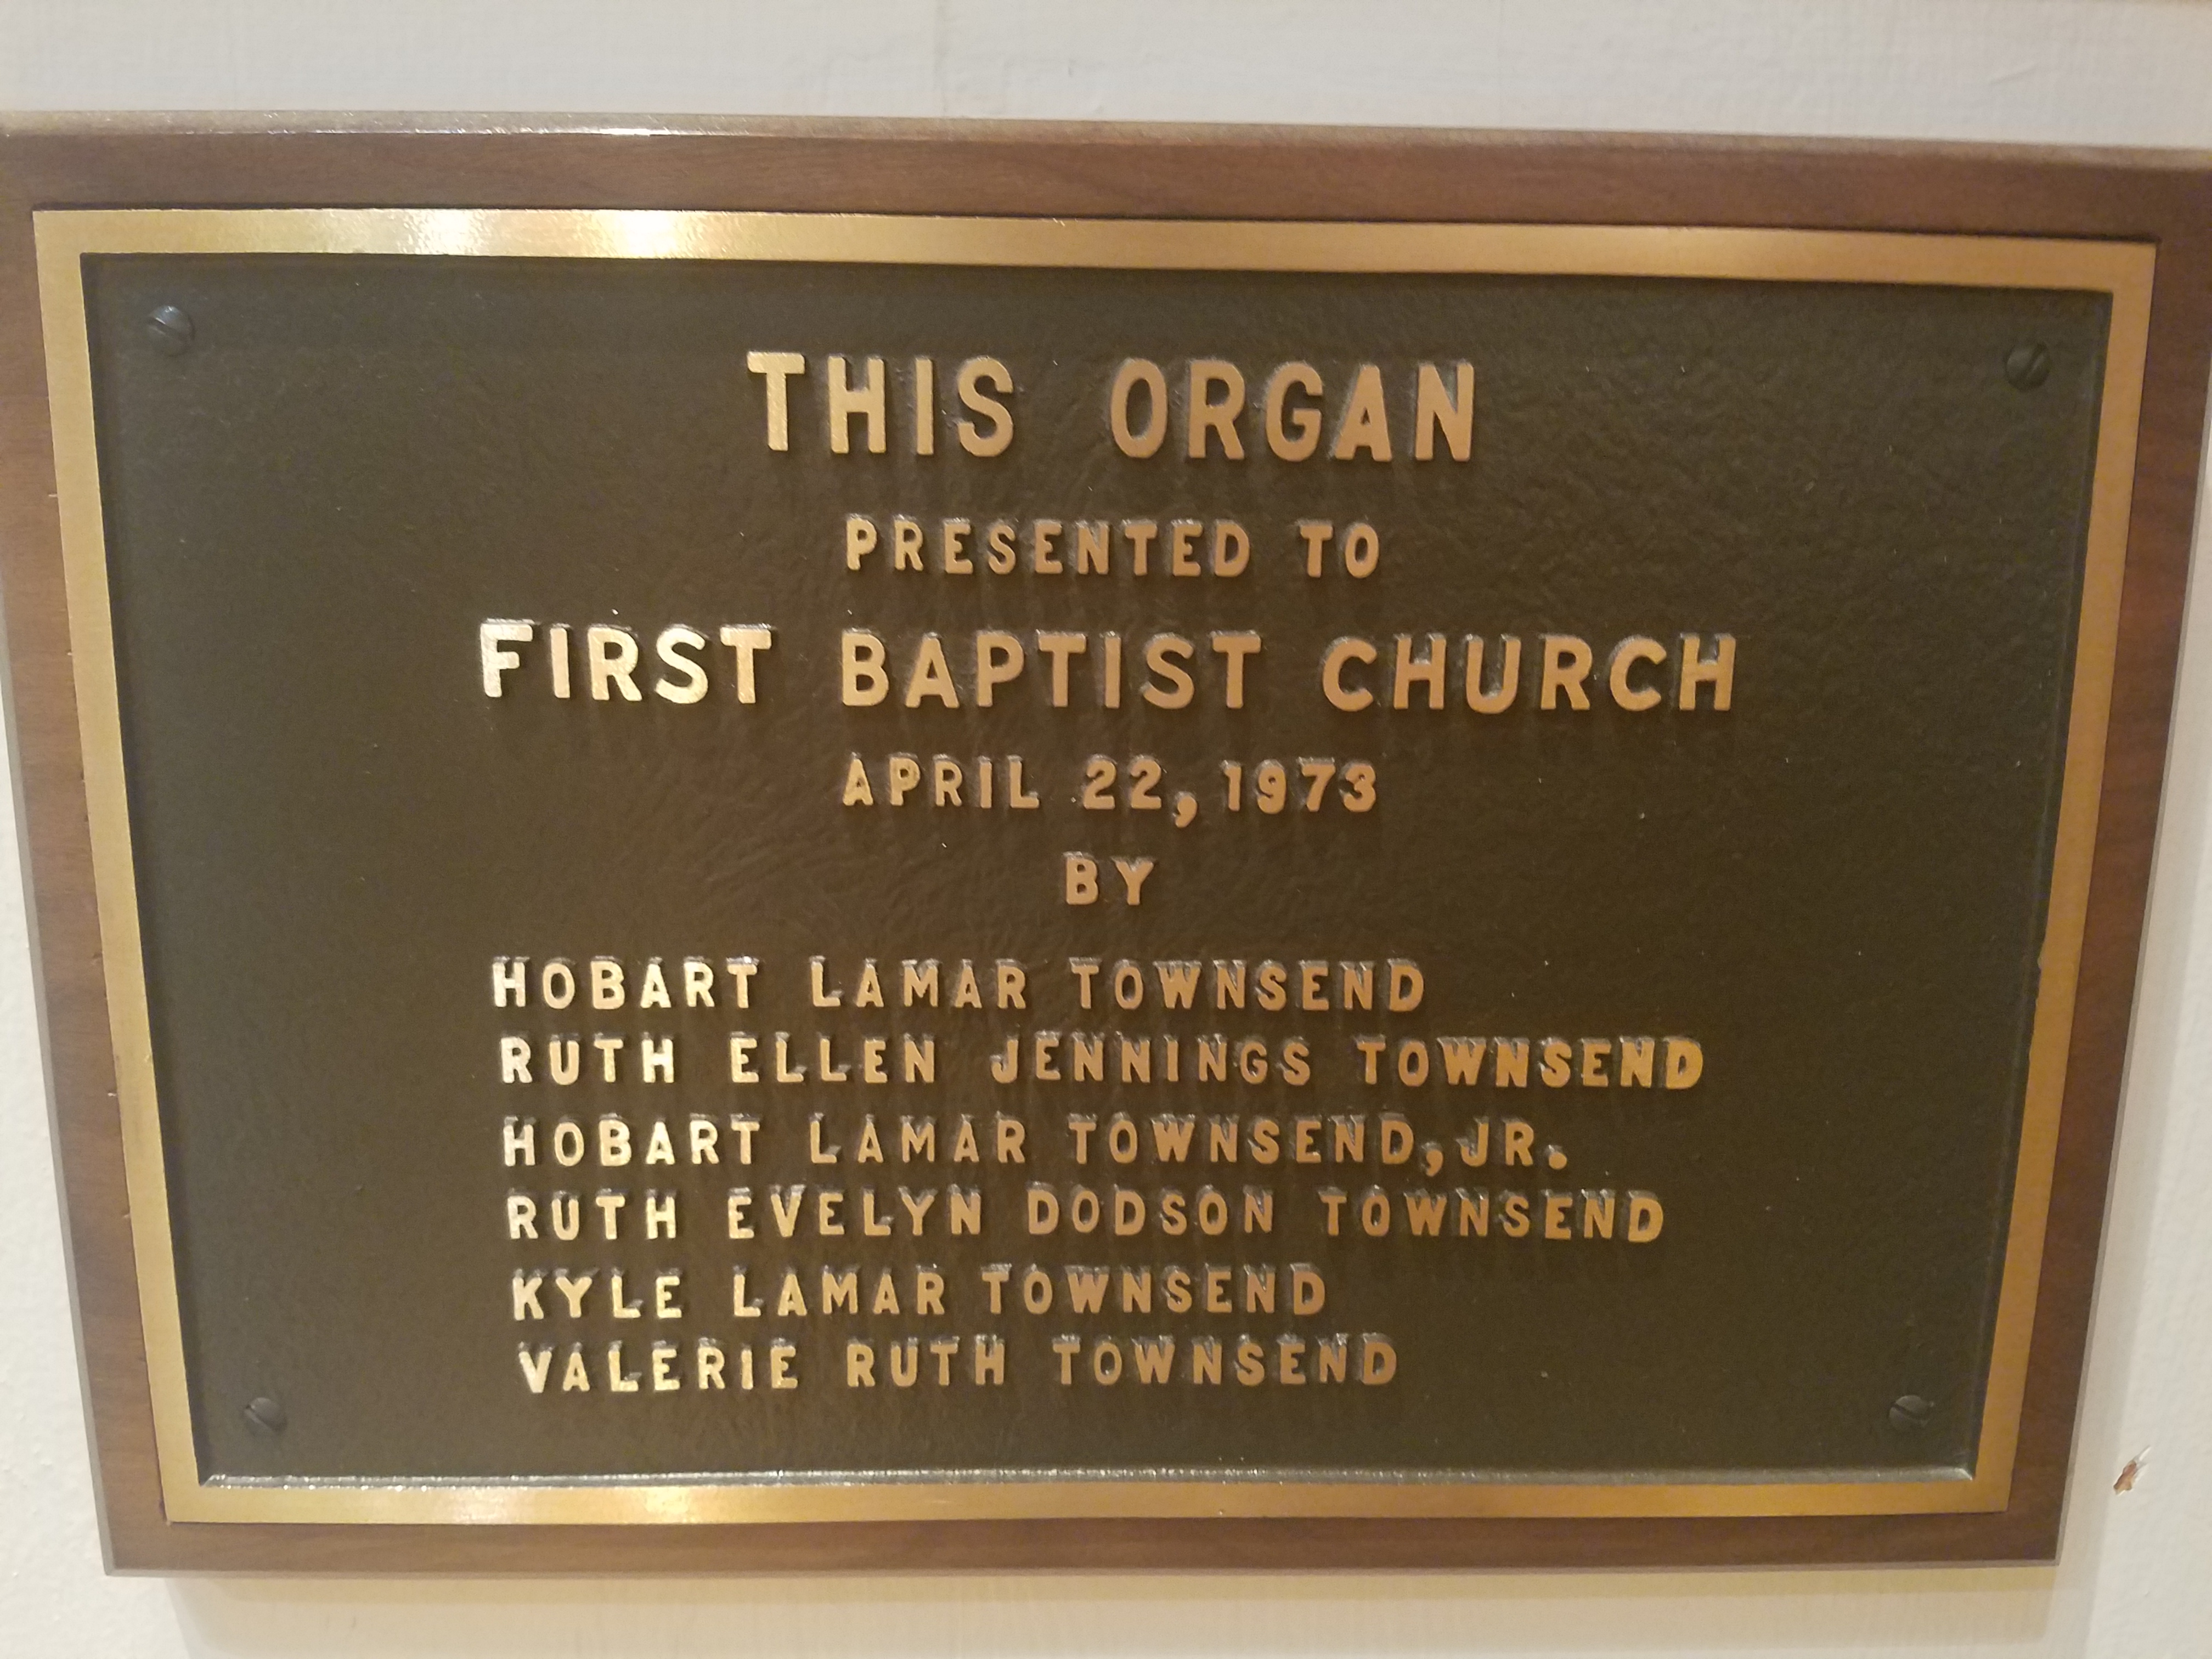 THIS ORGAN
PRESENTED TO
FIRST BAPTIST CHURCH
APRIL 22, 1973
BY
HOBART LAMAR TOWNSEND
RUTH ELLEN JENNINGS TOWNSEND
HOBART LAMAR TOWNSEND, JR.
RUTH EVELYN DODSON TOWNSEND
KYLE LAMAR TOWNSEND
VALERIE RUTH TOWNSEND